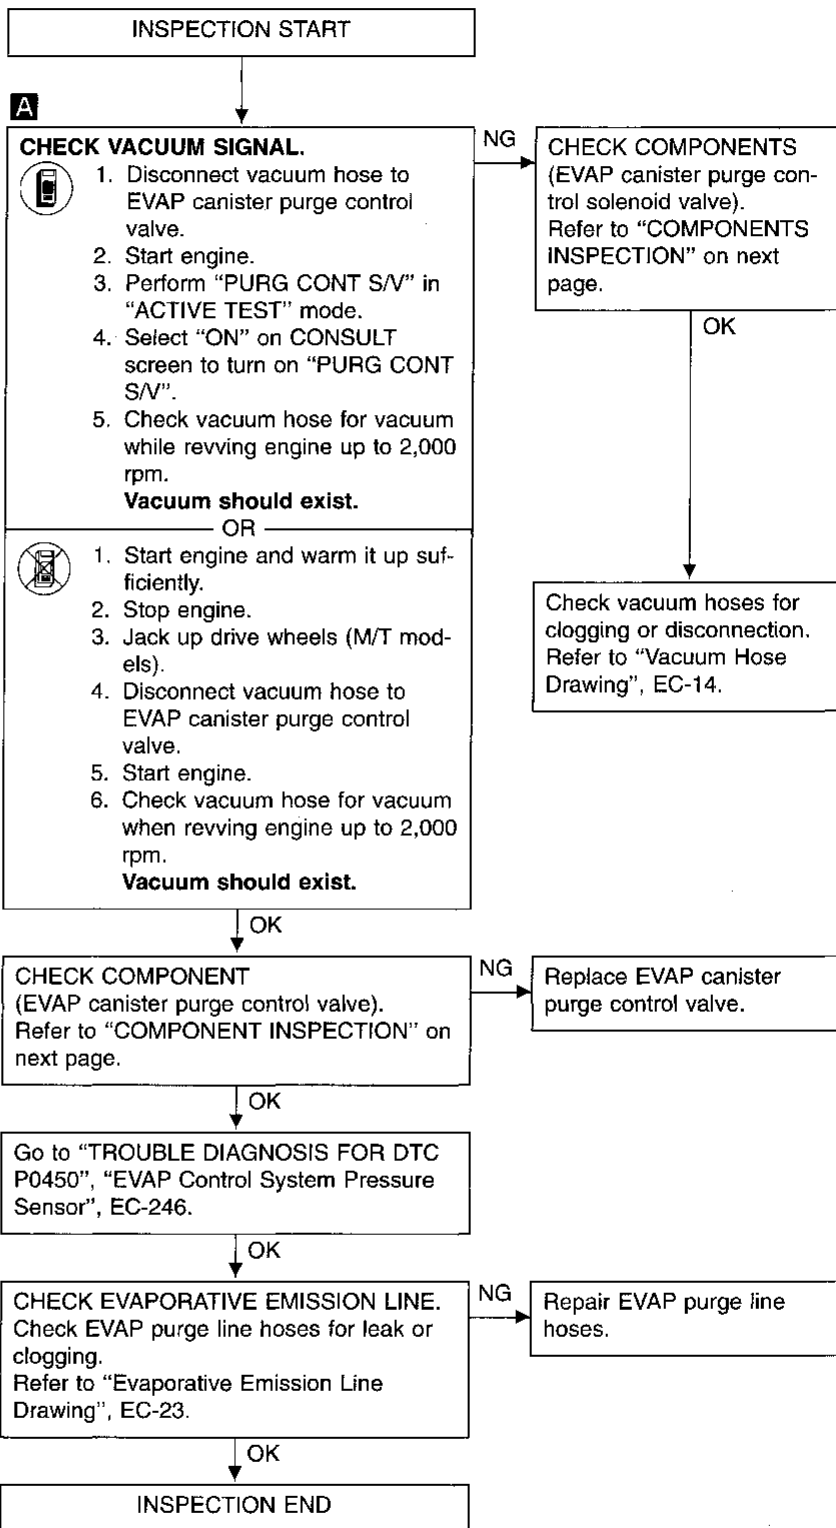 INSPECTION START
A
CHECK VACUUM SIGNAL.
1. Disconnect vacuum hose to
EVAP canister purge control
valve.
2. Start engine.
3. Perform “PURG CONT S/V” in
“ACTIVE TEST” mode.
4. Select “ON” on CONSULT
screen to turn on “PURG CONT
S/V”.
5. Check vacuum hose for vacuum
while revving engine up to 2,000
rpm.
Vacuum should exist.
OR
1. Start engine and warm it up suf-
ficiently.
2. Stop engine.
3. Jack up drive wheels (M/T mod-
els).
4. Disconnect vacuum hose to
EVAP canister purge control
valve.
5. Start engine.
6. Check vacuum hose for vacuum
when revving engine up to 2,000
rpm.
Vacuum should exist.
NG
CHECK COMPONENTS
(EVAP canister purge con-
trol solenoid valve).
Refer to “COMPONENTS
INSPECTION” on next
page.
OK
Check vacuum hoses for
clogging or disconnection.
Refer to “Vacuum Hose
Drawing”, EC-14.
OK
CHECK COMPONENT
(EVAP canister purge control valve).
Refer to “COMPONENT INSPECTION” on
next page.
NG
Replace EVAP canister
purge control valve.
OK
Go to “TROUBLE DIAGNOSIS FOR DTC
P0450”, “EVAP Control System Pressure
Sensor”, EC-246.
OK
CHECK EVAPORATIVE EMISSION LINE.
Check EVAP purge line hoses for leak or
clogging.
Refer to “Evaporative Emission Line
Drawing”, EC-23.
NG
Repair EVAP purge line
hoses.
OK
INSPECTION END